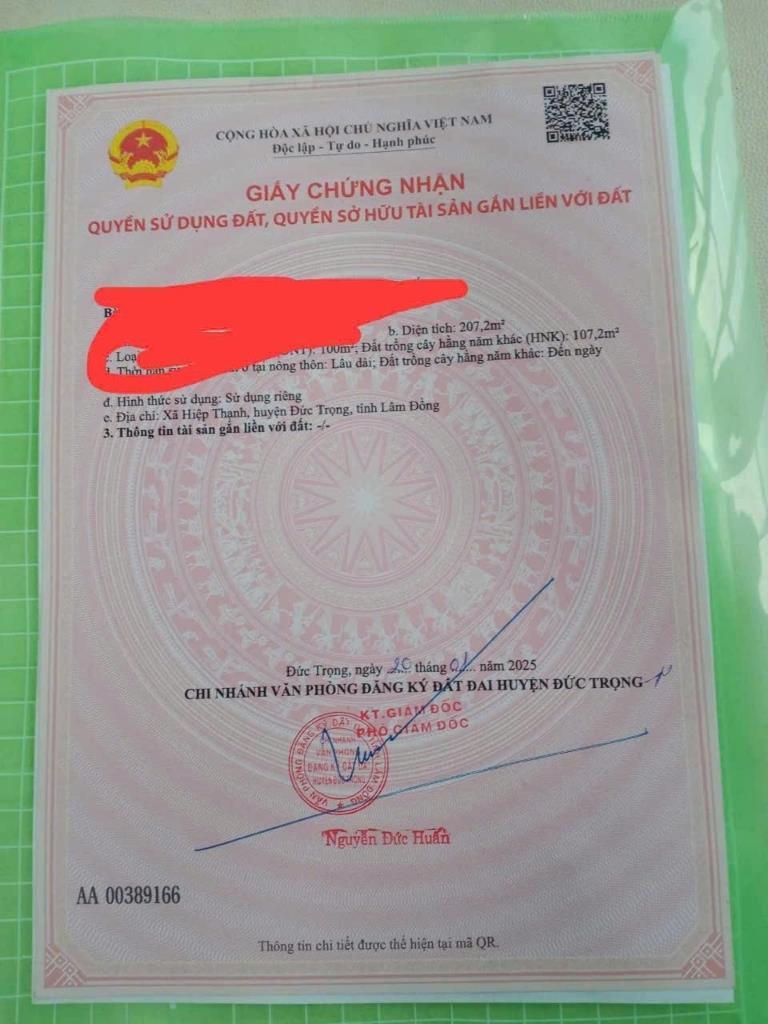 CỘNG HÒA XÃ HỘI CHỦ NGHĨA VIỆT NAM
Độc lập - Tự do - Hạnh phúc
GIẤY CHỨNG NHẬN
QUYỀN SỬ DỤNG ĐẤT, QUYỀN SỞ HỮU TÀI SẢN GẮN LIỀN VỚI ĐẤT
b. Diện tích: 207,2m²
c. Loạ 100m²; Đất trồng cây hằng năm khác (HNK): 107,2m²
tại nông thôn: Lâu dài; Đất trồng cây hằng năm khác: Đến ngày
đ. Hình thức sử dụng: Sử dụng riêng
e. Địa chỉ: Xã Hiệp Thạnh, huyện Đức Trọng, tỉnh Lâm Đồng
3. Thông tin tài sản gắn liền với đất: -/-
Đức Trọng, ngày 20 tháng 01 năm 2025
CHI NHÁNH VĂN PHÒNG ĐĂNG KÝ ĐẤT ĐAI HUYỆN ĐỨC TRỌNG
KT.GIÁM ĐỐC
PHÓ GIÁM ĐỐC
Nguyễn Đức Huấn
AA 00389166
Thông tin chi tiết được thể hiện tại mã QR.